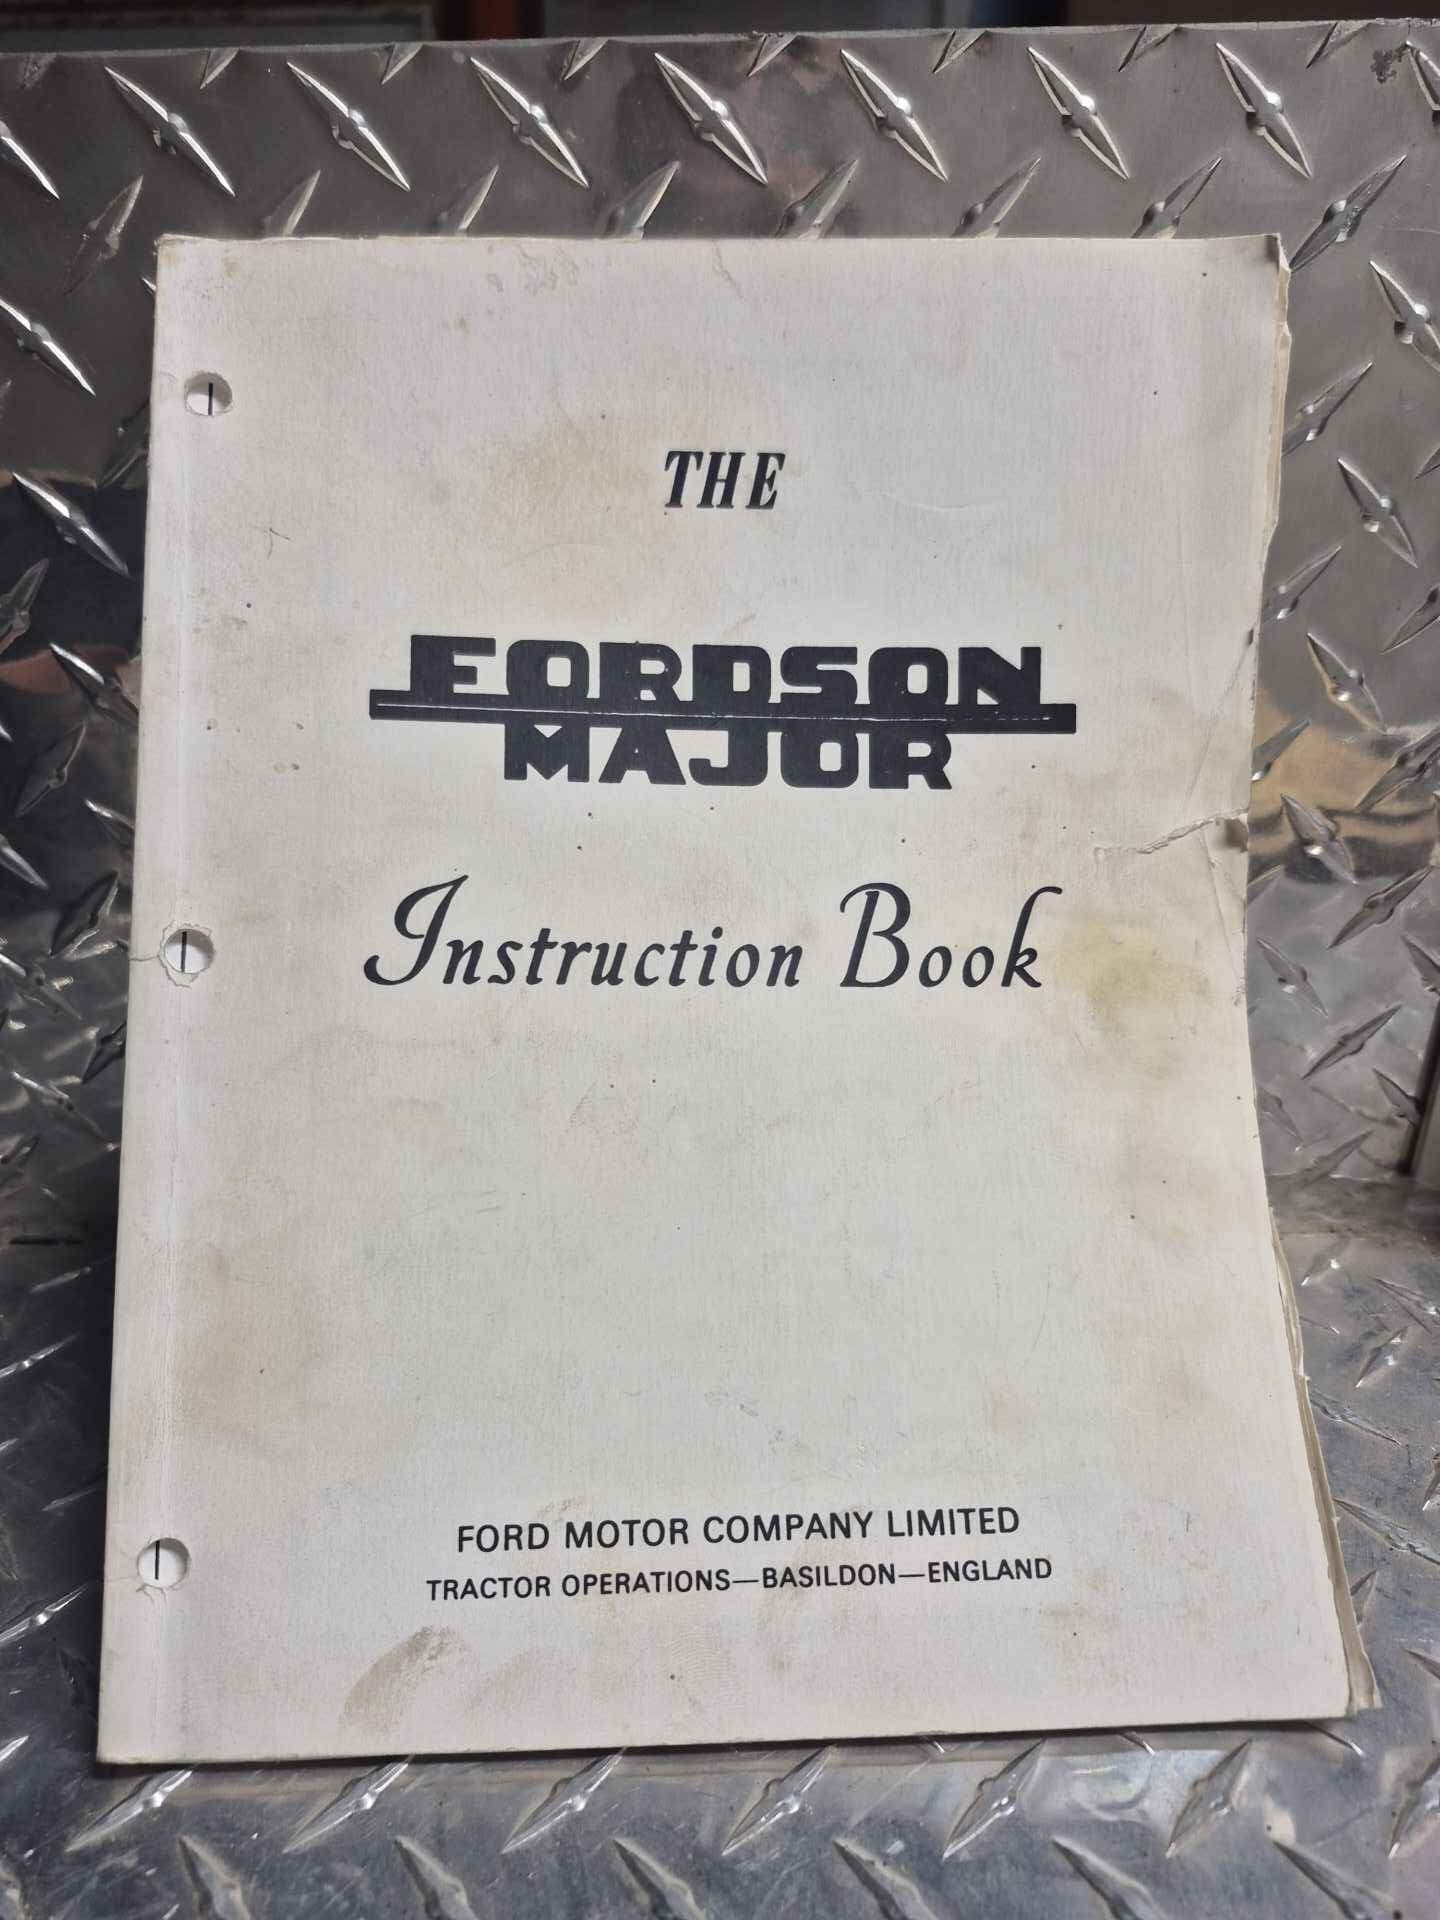 THE
FORDSON
MAJOR
Instruction Book
FORD MOTOR COMPANY LIMITED
TRACTOR OPERATIONS—BASILDON—ENGLAND